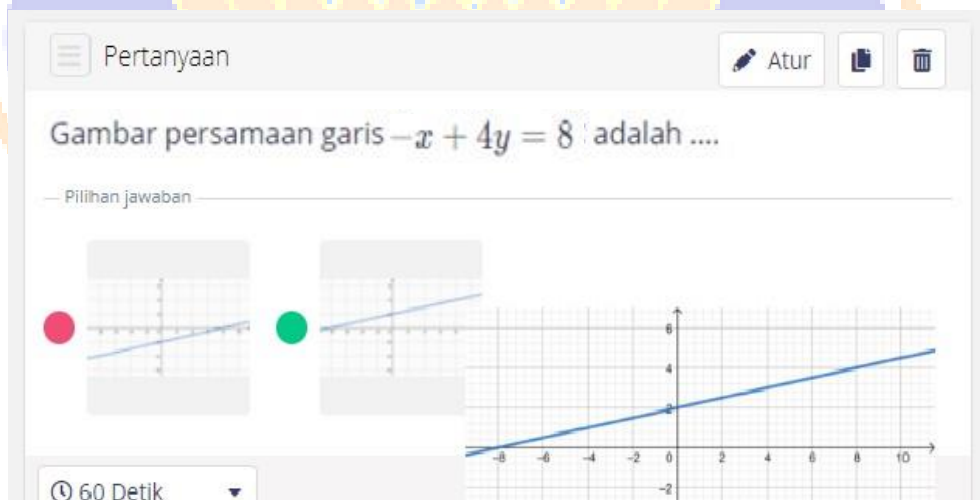 Pertanyaan
Atur
Gambar persamaan garis −x + 4y = 8 adalah ....
Pilihan jawaban
6
4
2
-8 -6 -4 -2 0 2 4 6 8 10
-2
60 Detik